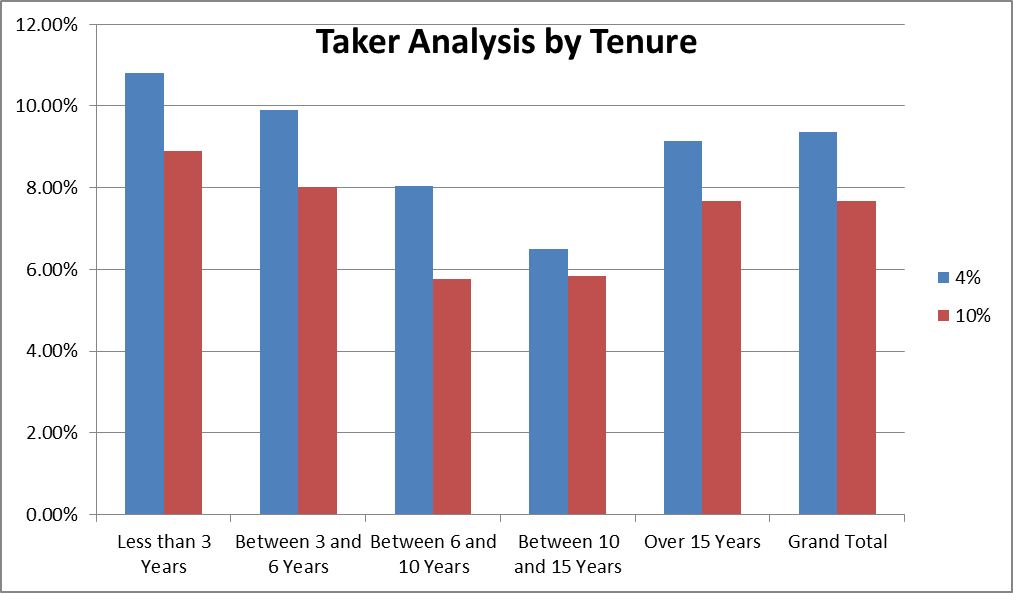 12.00%
Taker Analysis by Tenure
10.00%
8.00%
6.00%
4.00%
2.00%
0.00%
4%
10%
Less than 3
Years
Between 3 and
6 Years
Between 6 and
10 Years
Between 10
and 15 Years
Over 15 Years
Grand Total